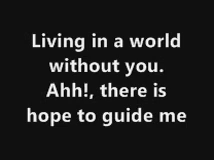 Living in a world
without you.
Ahh!, there is
hope to guide me